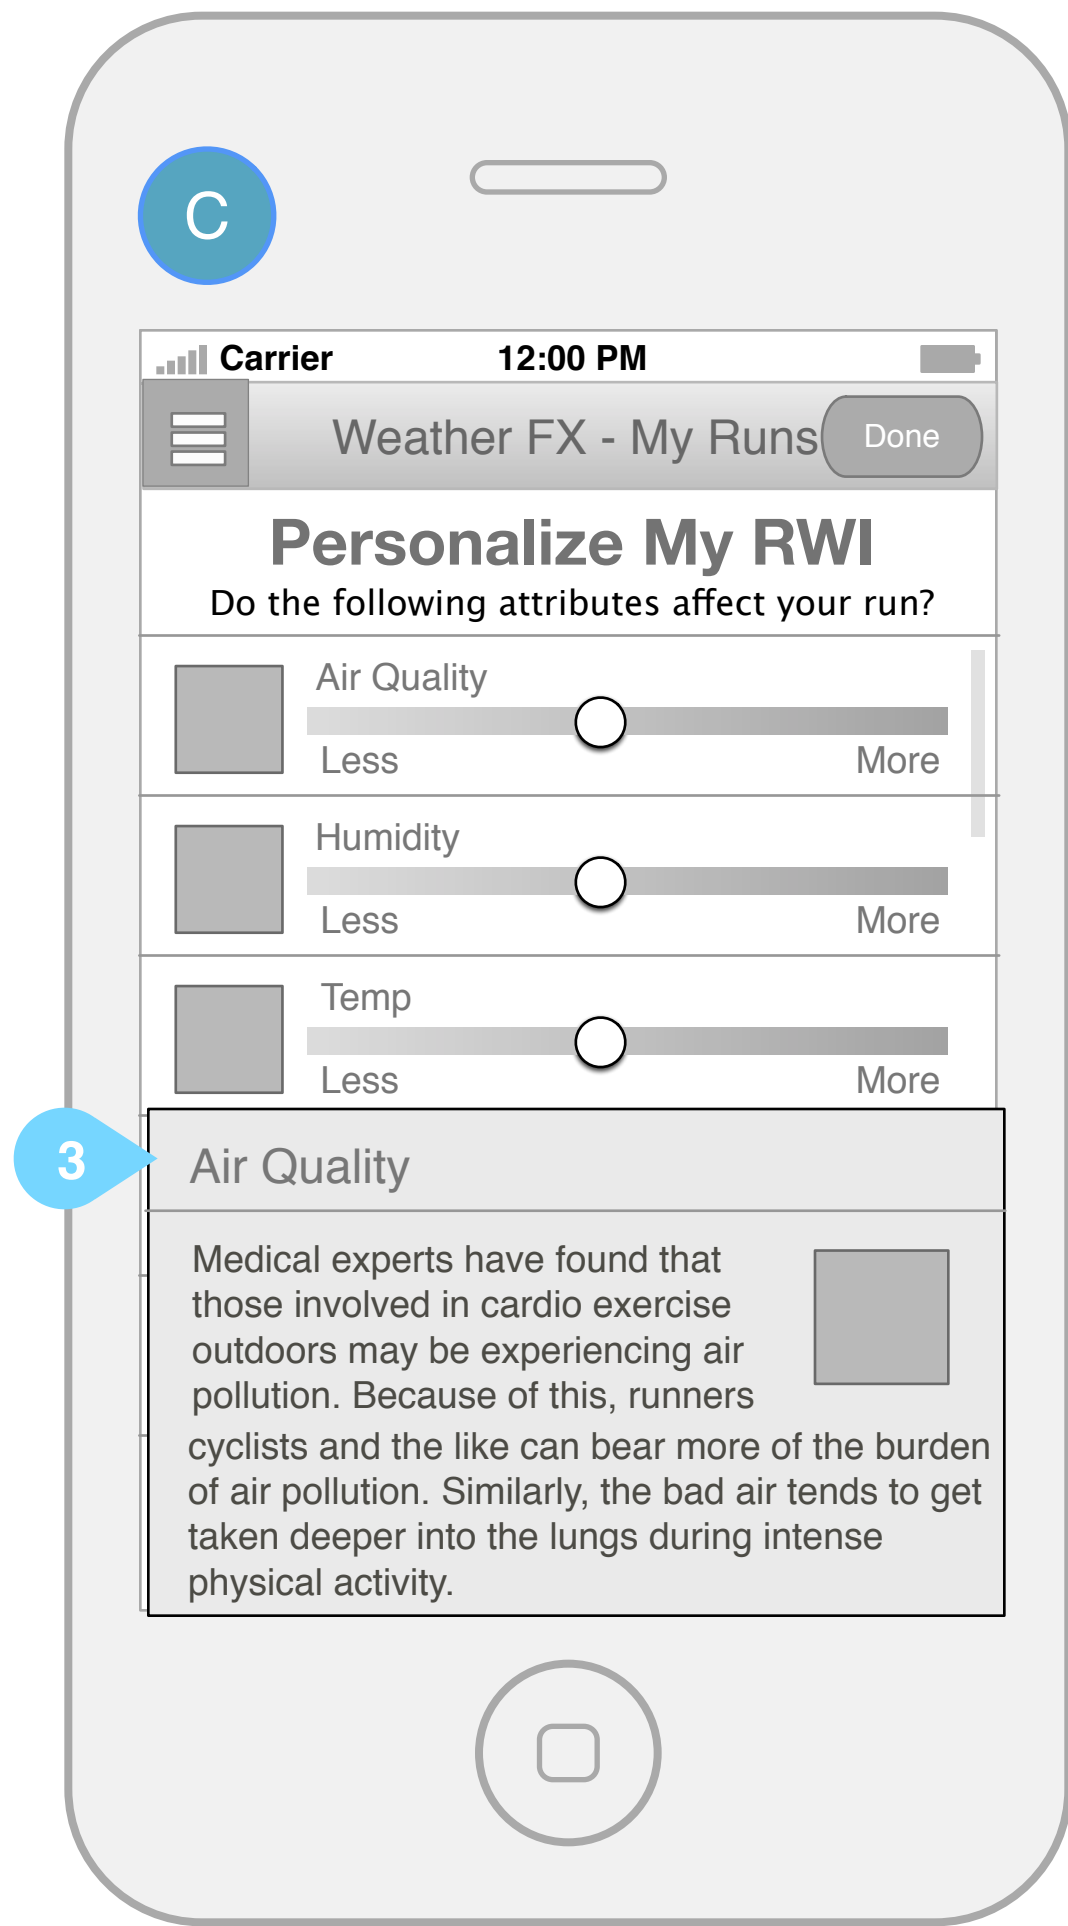 C
Carrier 12:00 PM
Weather FX - My Runs Done
Personalize My RWI
Do the following attributes affect your run?
Air Quality
Less More
Humidity
Less More
Temp
Less More
3
Air Quality
Medical experts have found that
those involved in cardio exercise
outdoors may be experiencing air
pollution. Because of this, runners
cyclists and the like can bear more of the burden
of air pollution. Similarly, the bad air tends to get
taken deeper into the lungs during intense
physical activity.